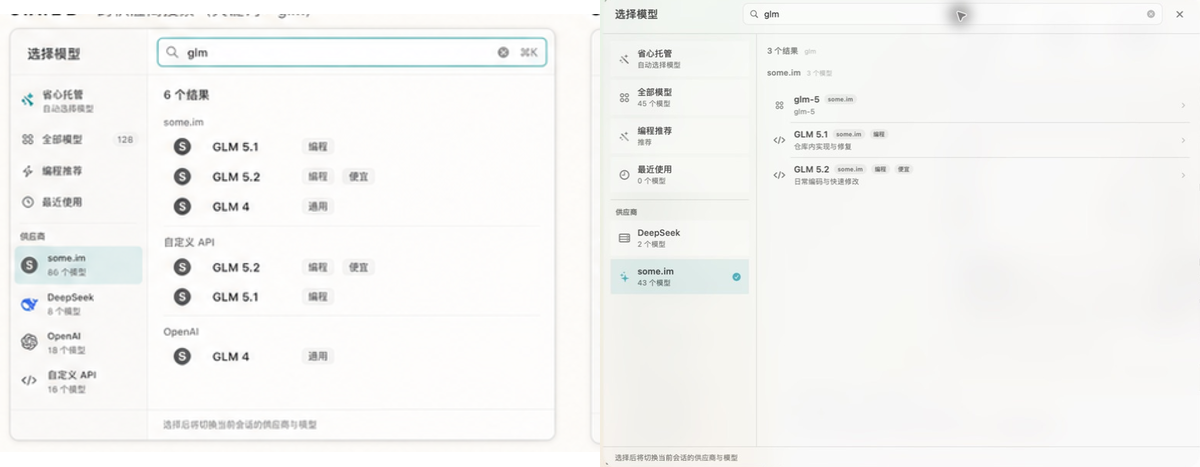 选择模型
glm
⌘K
省心托管
自动选择模型
全部模型
128
编程推荐
最近使用
供应商
some.im
86 个模型
DeepSeek
8 个模型
OpenAI
18 个模型
自定义 API
16 个模型
6 个结果
some.im
S GLM 5.1 编程
S GLM 5.2 编程 便宜
S GLM 4 通用
自定义 API
S GLM 5.2 编程 便宜
S GLM 5.1 编程
OpenAI
S GLM 4 通用
选择后将切换当前会话的供应商与模型
选择模型
glm
省心托管
自动选择模型
全部模型
45 个模型
编程推荐
推荐
最近使用
0 个模型
供应商
DeepSeek
2 个模型
some.im
43 个模型
3 个结果 glm
some.im 3 个模型
glm-5 some.im
glm-5
GLM 5.1 some.im 编程
仓库内实现与修复
GLM 5.2 some.im 编程 便宜
日常编码与快速修改
选择后将切换当前会话的供应商与模型